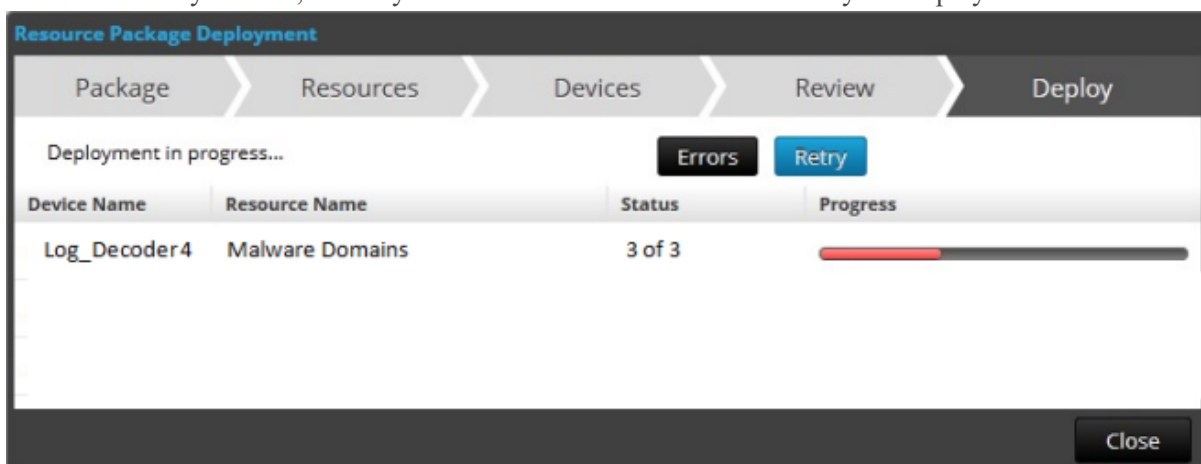 Resource Package Deployment
Package Resources Devices Review Deploy
Deployment in progress... Errors Retry
Device Name Resource Name Status Progress
Log_Decoder4 Malware Domains 3 of 3
Close